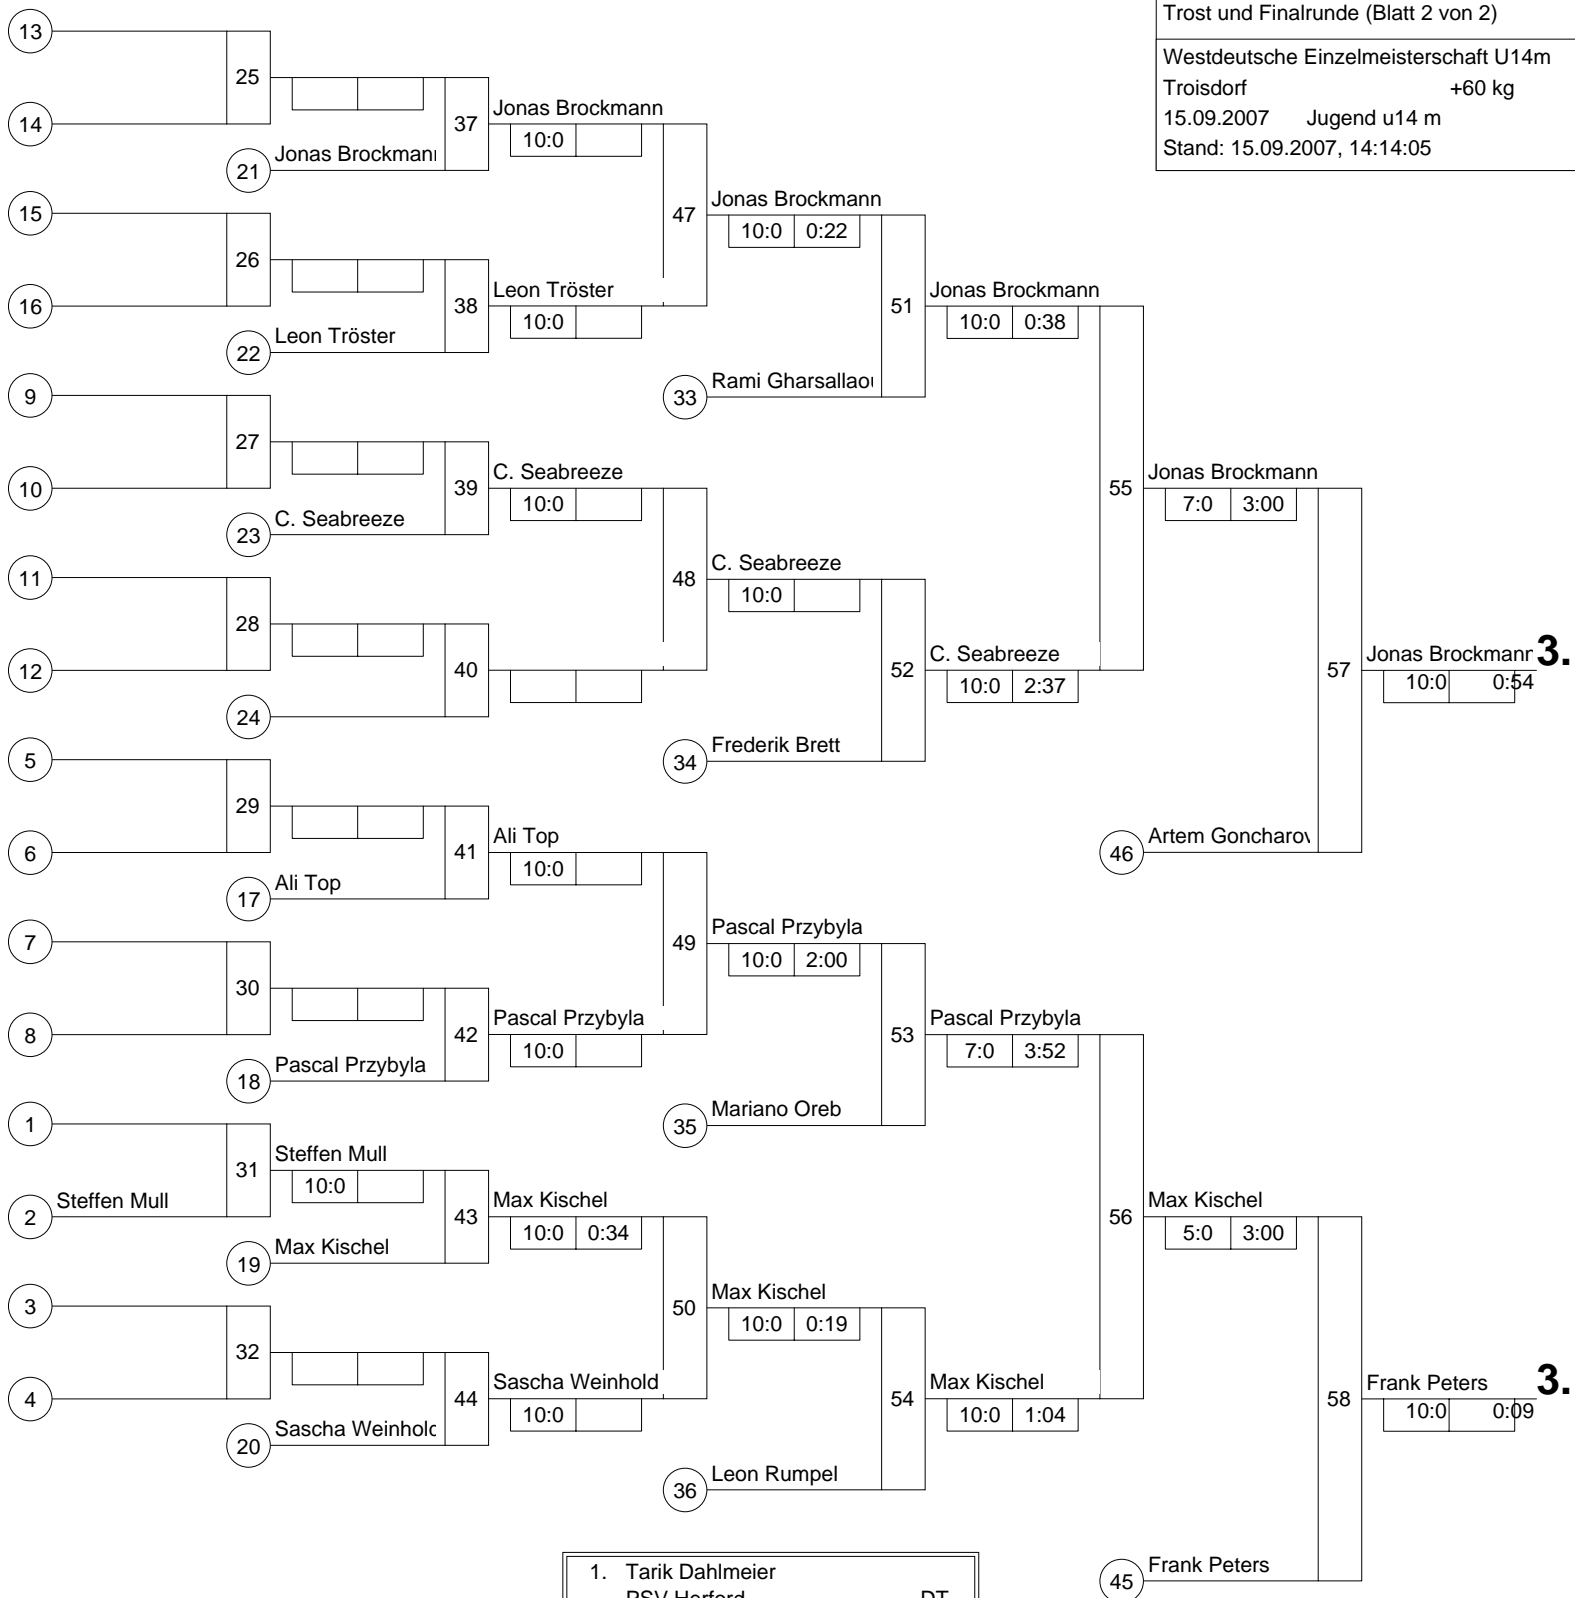 Trost und Finalrunde (Blatt 2 von 2)
Westdeutsche Einzelmeisterschaft U14m
Troisdorf +60 kg
15.09.2007 Jugend u14 m
Stand: 15.09.2007, 14:14:05
13
25
14
37
Jonas Brockmann
10:0
21
Jonas Brockmann
15
47
Jonas Brockmann
10:0 0:22
26
16
38
Leon Tröster
10:0
22
Leon Tröster
51
Jonas Brockmann
10:0 0:38
33
Rami Gharsallaou
9
27
10
39
C. Seabreeze
10:0
23
C. Seabreeze
55
Jonas Brockmann
7:0 3:00
11
48
C. Seabreeze
10:0
28
12
40
24
52
C. Seabreeze
10:0 2:37
34
Frederik Brett
57
Jonas Brockmann 3.
10:0 0:54
46
Artem Goncharov
5
29
6
41
Ali Top
10:0
17
Ali Top
7
49
Pascal Przybyla
10:0 2:00
30
8
42
Pascal Przybyla
10:0
18
Pascal Przybyla
53
Pascal Przybyla
7:0 3:52
35
Mariano Oreb
1
31
Steffen Mull
10:0
2
Steffen Mull
43
Max Kischel
10:0 0:34
19
Max Kischel
56
Max Kischel
5:0 3:00
3
50
Max Kischel
10:0 0:19
32
4
44
Sascha Weinhold
10:0
20
Sascha Weinhold
54
Max Kischel
10:0 1:04
36
Leon Rumpel
58
Frank Peters 3.
10:0 0:09
45
Frank Peters
1. Tarik Dahlmeier
PSV Herford DT